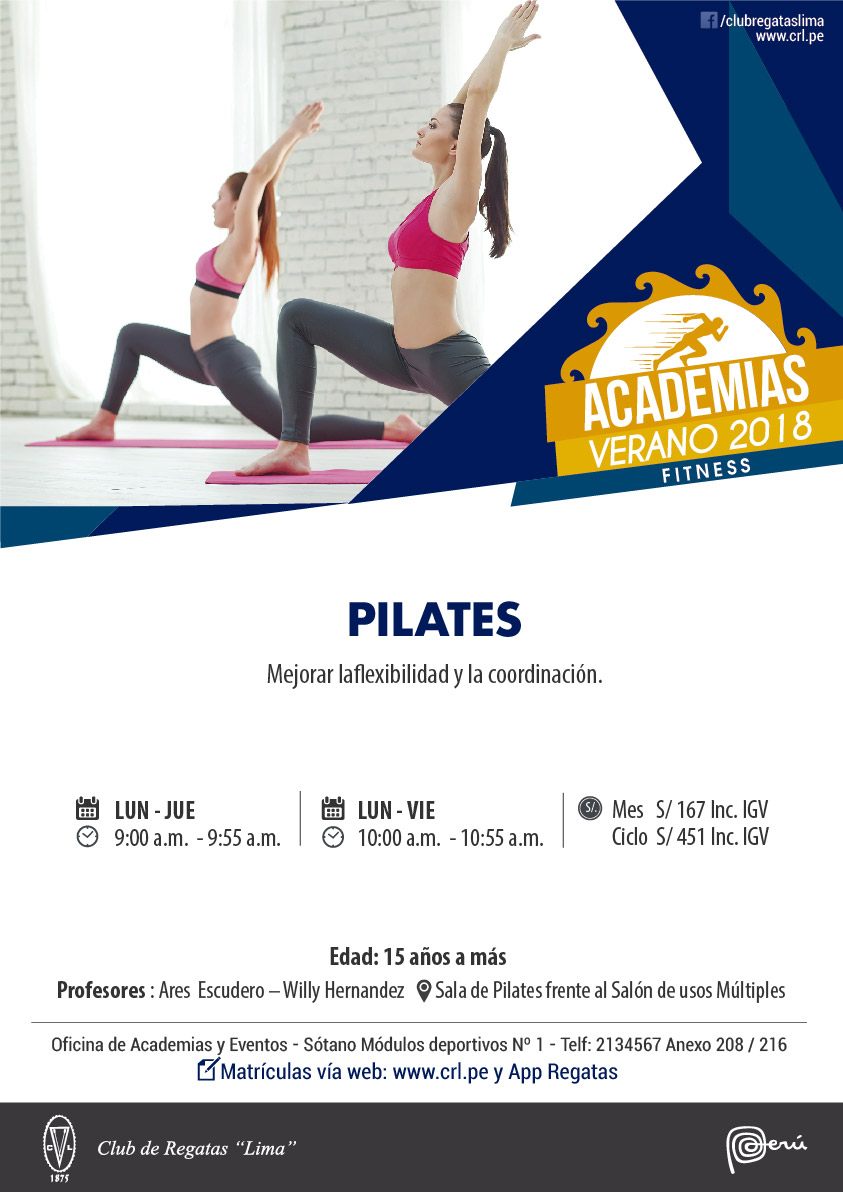 /clubregataslima
www.crl.pe
ACADEMIAS
VERANO 2018
FITNESS
PILATES
Mejorar laflexibilidad y la coordinación.
LUN - JUE
9:00 a.m. - 9:55 a.m.
LUN - VIE
10:00 a.m. - 10:55 a.m.
S/. Mes S/ 167 Inc. IGV
Ciclo S/ 451 Inc. IGV
Edad: 15 años a más
Profesores : Ares Escudero – Willy Hernandez Sala de Pilates frente al Salón de usos Múltiples
Oficina de Academias y Eventos - Sótano Módulos deportivos Nº 1 - Telf: 2134567 Anexo 208 / 216
Matrículas vía web: www.crl.pe y App Regatas
C L
1875
Club de Regatas “Lima”
Perú